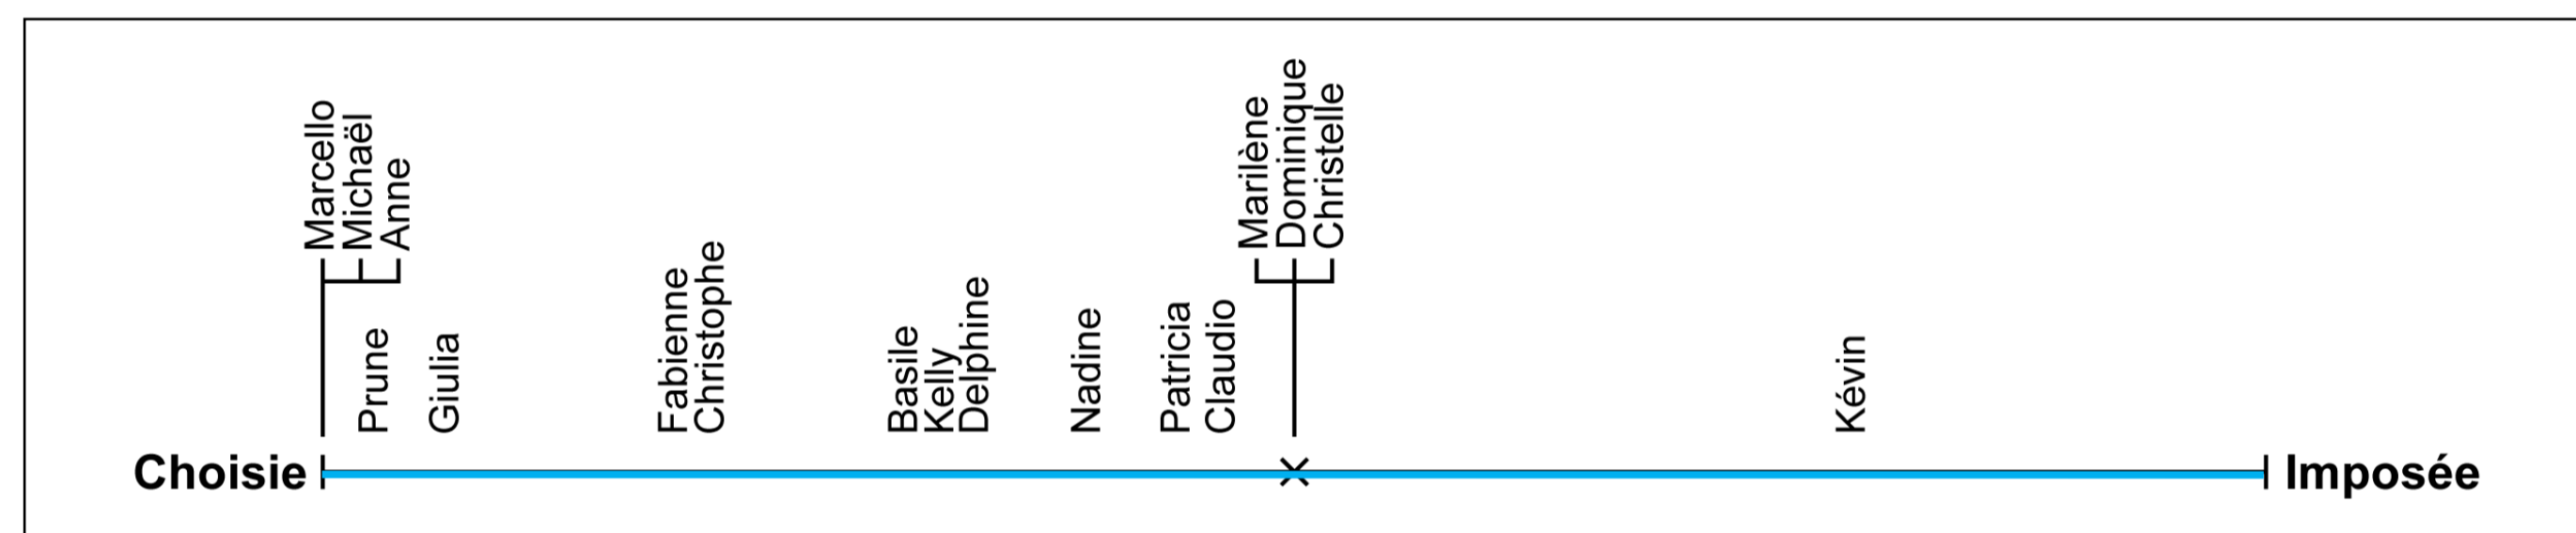 Marcello
Michaël
Anne
Marilène
Dominique
Christelle
Prune
Giulia
Fabienne
Christophe
Basile
Kelly
Delphine
Nadine
Patricia
Claudio
Kévin
Choisie
Imposée